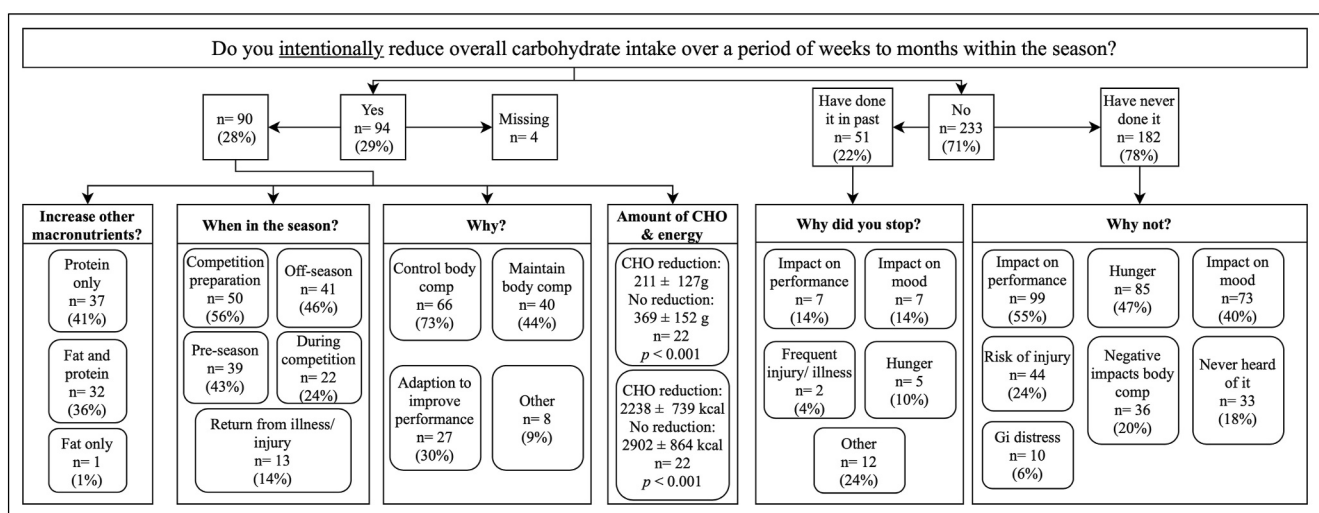 Do you intentionally reduce overall carbohydrate intake over a period of weeks to months within the season?
n= 90
(28%)
Yes
n= 94
(29%)
Missing
n= 4
Have done
it in past
n= 51
(22%)
No
n= 233
(71%)
Have never
done it
n= 182
(78%)
Increase other
macronutrients?
Protein
only
n= 37
(41%)
Fat and
protein
n= 32
(36%)
Fat only
n= 1
(1%)
When in the season?
Competition
preparation
n= 50
(56%)
Off-season
n= 41
(46%)
Pre-season
n= 39
(43%)
During
competition
n= 22
(24%)
Return from illness/
injury
n= 13
(14%)
Why?
Control body
comp
n= 66
(73%)
Maintain
body comp
n= 40
(44%)
Adaption to
improve
performance
n= 27
(30%)
Other
n= 8
(9%)
Amount of CHO
& energy
CHO reduction:
211 ± 127g
No reduction:
369 ± 152 g
n= 22
p < 0.001
CHO reduction:
2238 ± 739 kcal
No reduction:
2902 ± 864 kcal
n= 22
p < 0.001
Why did you stop?
Impact on
performance
n= 7
(14%)
Impact on
mood
n= 7
(14%)
Frequent
injury/ illness
n= 2
(4%)
Hunger
n= 5
(10%)
Other
n= 12
(24%)
Why not?
Impact on
performance
n= 99
(55%)
Hunger
n= 85
(47%)
Impact on
mood
n=73
(40%)
Risk of injury
n= 44
(24%)
Negative
impacts body
comp
n= 36
(20%)
Never heard
of it
n= 33
(18%)
Gi distress
n= 10
(6%)